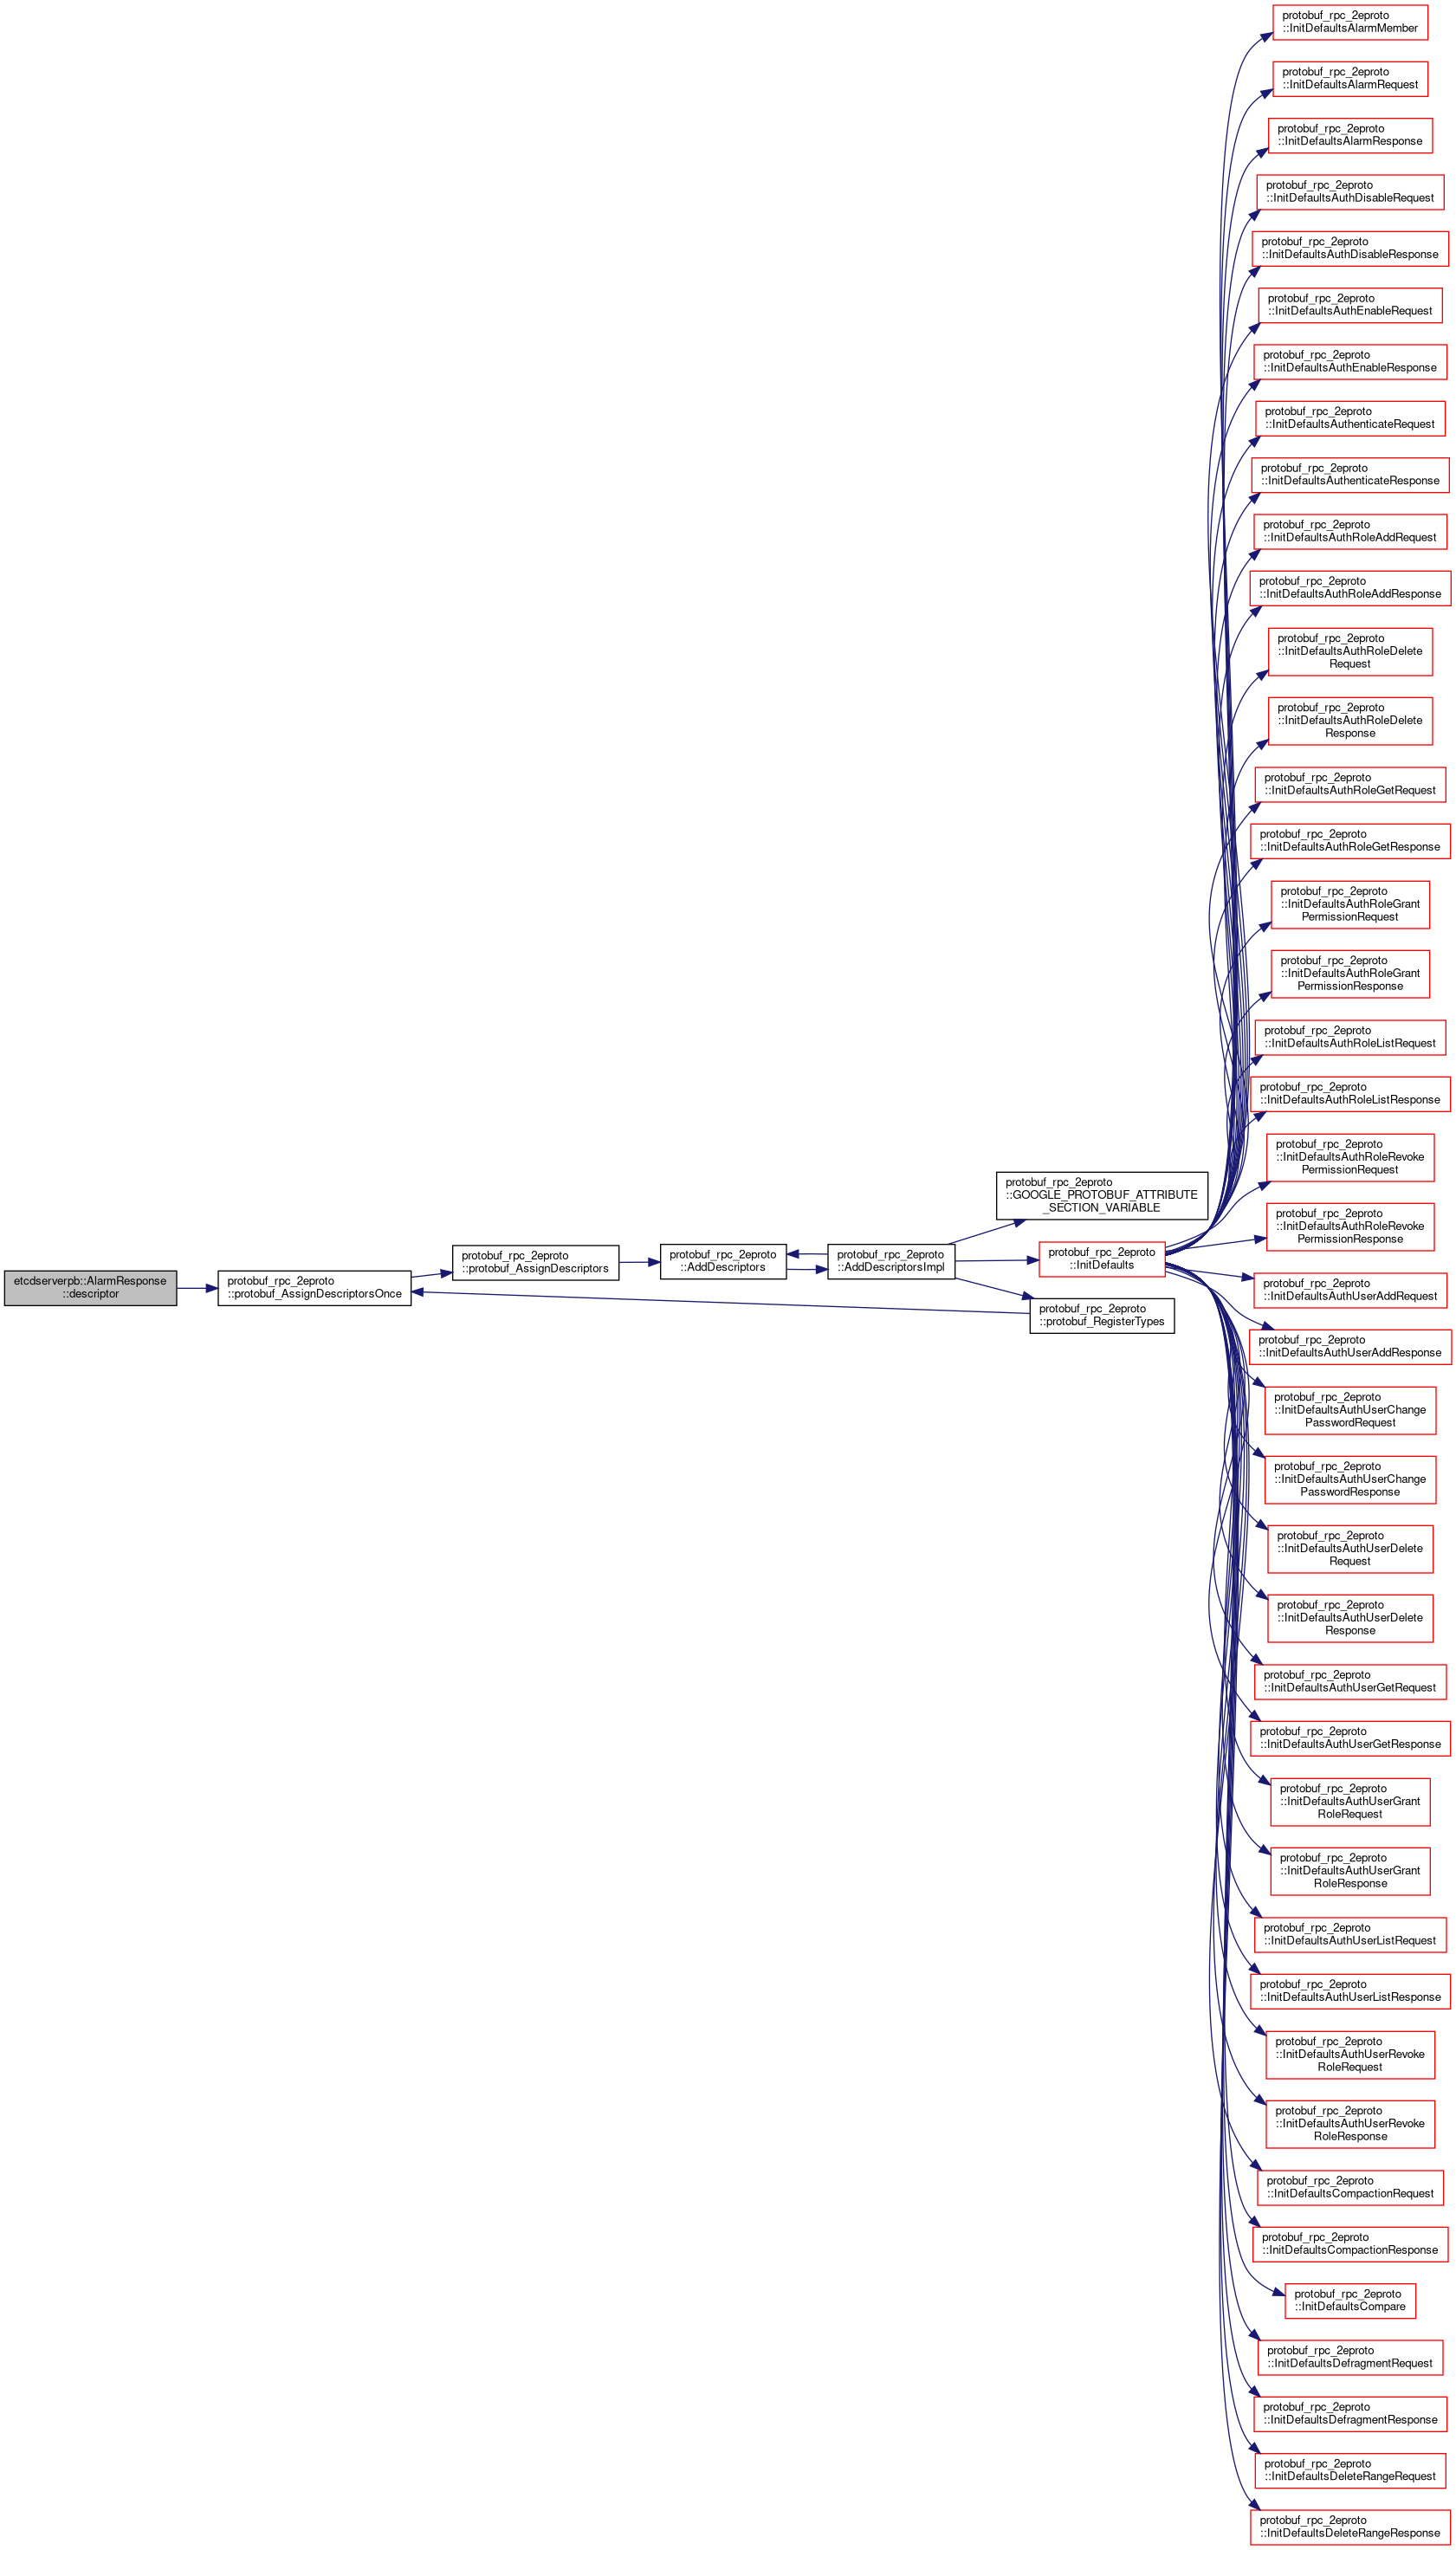 etcdserverpb::AlarmResponse
::descriptor
protobuf_rpc_2eproto
::protobuf_AssignDescriptorsOnce
protobuf_rpc_2eproto
::protobuf_AssignDescriptors
protobuf_rpc_2eproto
::AddDescriptors
protobuf_rpc_2eproto
::AddDescriptorsImpl
protobuf_rpc_2eproto
::GOOGLE_PROTOBUF_ATTRIBUTE
_SECTION_VARIABLE
protobuf_rpc_2eproto
::InitDefaults
protobuf_rpc_2eproto
::protobuf_RegisterTypes
protobuf_rpc_2eproto
::InitDefaultsAlarmMember
protobuf_rpc_2eproto
::InitDefaultsAlarmRequest
protobuf_rpc_2eproto
::InitDefaultsAlarmResponse
protobuf_rpc_2eproto
::InitDefaultsAuthDisableRequest
protobuf_rpc_2eproto
::InitDefaultsAuthDisableResponse
protobuf_rpc_2eproto
::InitDefaultsAuthEnableRequest
protobuf_rpc_2eproto
::InitDefaultsAuthEnableResponse
protobuf_rpc_2eproto
::InitDefaultsAuthenticateRequest
protobuf_rpc_2eproto
::InitDefaultsAuthenticateResponse
protobuf_rpc_2eproto
::InitDefaultsAuthRoleAddRequest
protobuf_rpc_2eproto
::InitDefaultsAuthRoleAddResponse
protobuf_rpc_2eproto
::InitDefaultsAuthRoleDelete
Request
protobuf_rpc_2eproto
::InitDefaultsAuthRoleDelete
Response
protobuf_rpc_2eproto
::InitDefaultsAuthRoleGetRequest
protobuf_rpc_2eproto
::InitDefaultsAuthRoleGetResponse
protobuf_rpc_2eproto
::InitDefaultsAuthRoleGrant
PermissionRequest
protobuf_rpc_2eproto
::InitDefaultsAuthRoleGrant
PermissionResponse
protobuf_rpc_2eproto
::InitDefaultsAuthRoleListRequest
protobuf_rpc_2eproto
::InitDefaultsAuthRoleListResponse
protobuf_rpc_2eproto
::InitDefaultsAuthRoleRevoke
PermissionRequest
protobuf_rpc_2eproto
::InitDefaultsAuthRoleRevoke
PermissionResponse
protobuf_rpc_2eproto
::InitDefaultsAuthUserAddRequest
protobuf_rpc_2eproto
::InitDefaultsAuthUserAddResponse
protobuf_rpc_2eproto
::InitDefaultsAuthUserChange
PasswordRequest
protobuf_rpc_2eproto
::InitDefaultsAuthUserChange
PasswordResponse
protobuf_rpc_2eproto
::InitDefaultsAuthUserDelete
Request
protobuf_rpc_2eproto
::InitDefaultsAuthUserDelete
Response
protobuf_rpc_2eproto
::InitDefaultsAuthUserGetRequest
protobuf_rpc_2eproto
::InitDefaultsAuthUserGetResponse
protobuf_rpc_2eproto
::InitDefaultsAuthUserGrant
RoleRequest
protobuf_rpc_2eproto
::InitDefaultsAuthUserGrant
RoleResponse
protobuf_rpc_2eproto
::InitDefaultsAuthUserListRequest
protobuf_rpc_2eproto
::InitDefaultsAuthUserListResponse
protobuf_rpc_2eproto
::InitDefaultsAuthUserRevoke
RoleRequest
protobuf_rpc_2eproto
::InitDefaultsAuthUserRevoke
RoleResponse
protobuf_rpc_2eproto
::InitDefaultsCompactionRequest
protobuf_rpc_2eproto
::InitDefaultsCompactionResponse
protobuf_rpc_2eproto
::InitDefaultsCompare
protobuf_rpc_2eproto
::InitDefaultsDefragmentRequest
protobuf_rpc_2eproto
::InitDefaultsDefragmentResponse
protobuf_rpc_2eproto
::InitDefaultsDeleteRangeRequest
protobuf_rpc_2eproto
::InitDefaultsDeleteRangeResponse